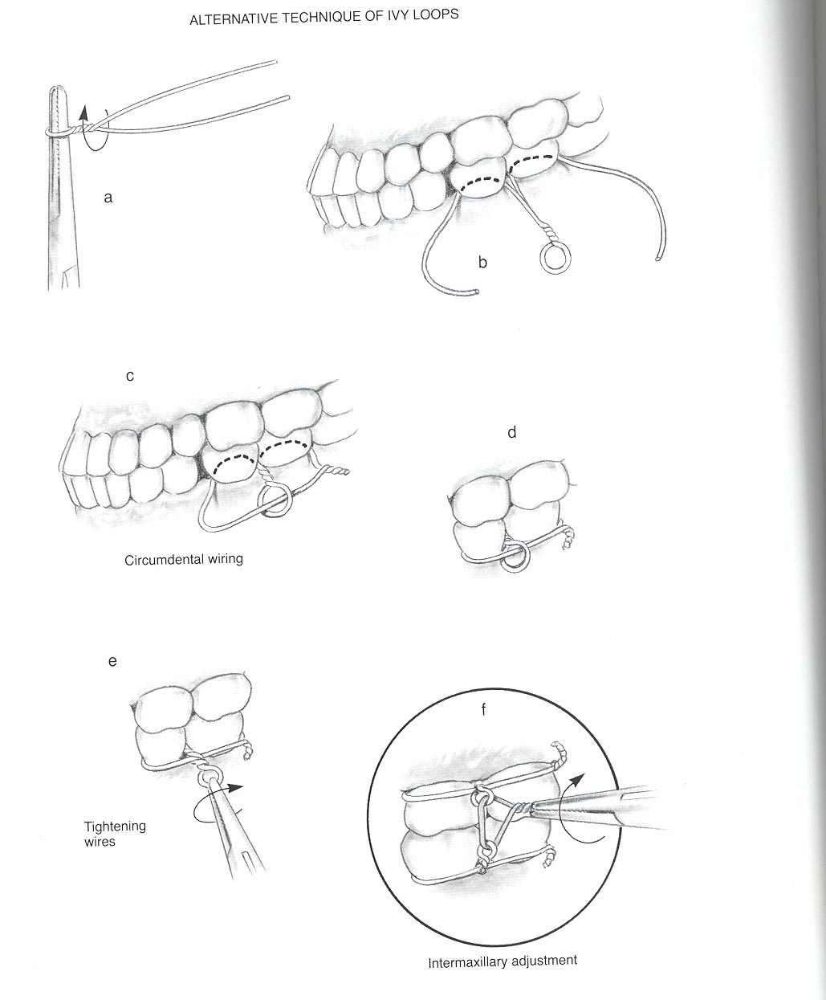 ALTERNATIVE TECHNIQUE OF IVY LOOPS
a
b
c
d
Circumdental wiring
e
f
Tightening
wires
Intermaxillary adjustment